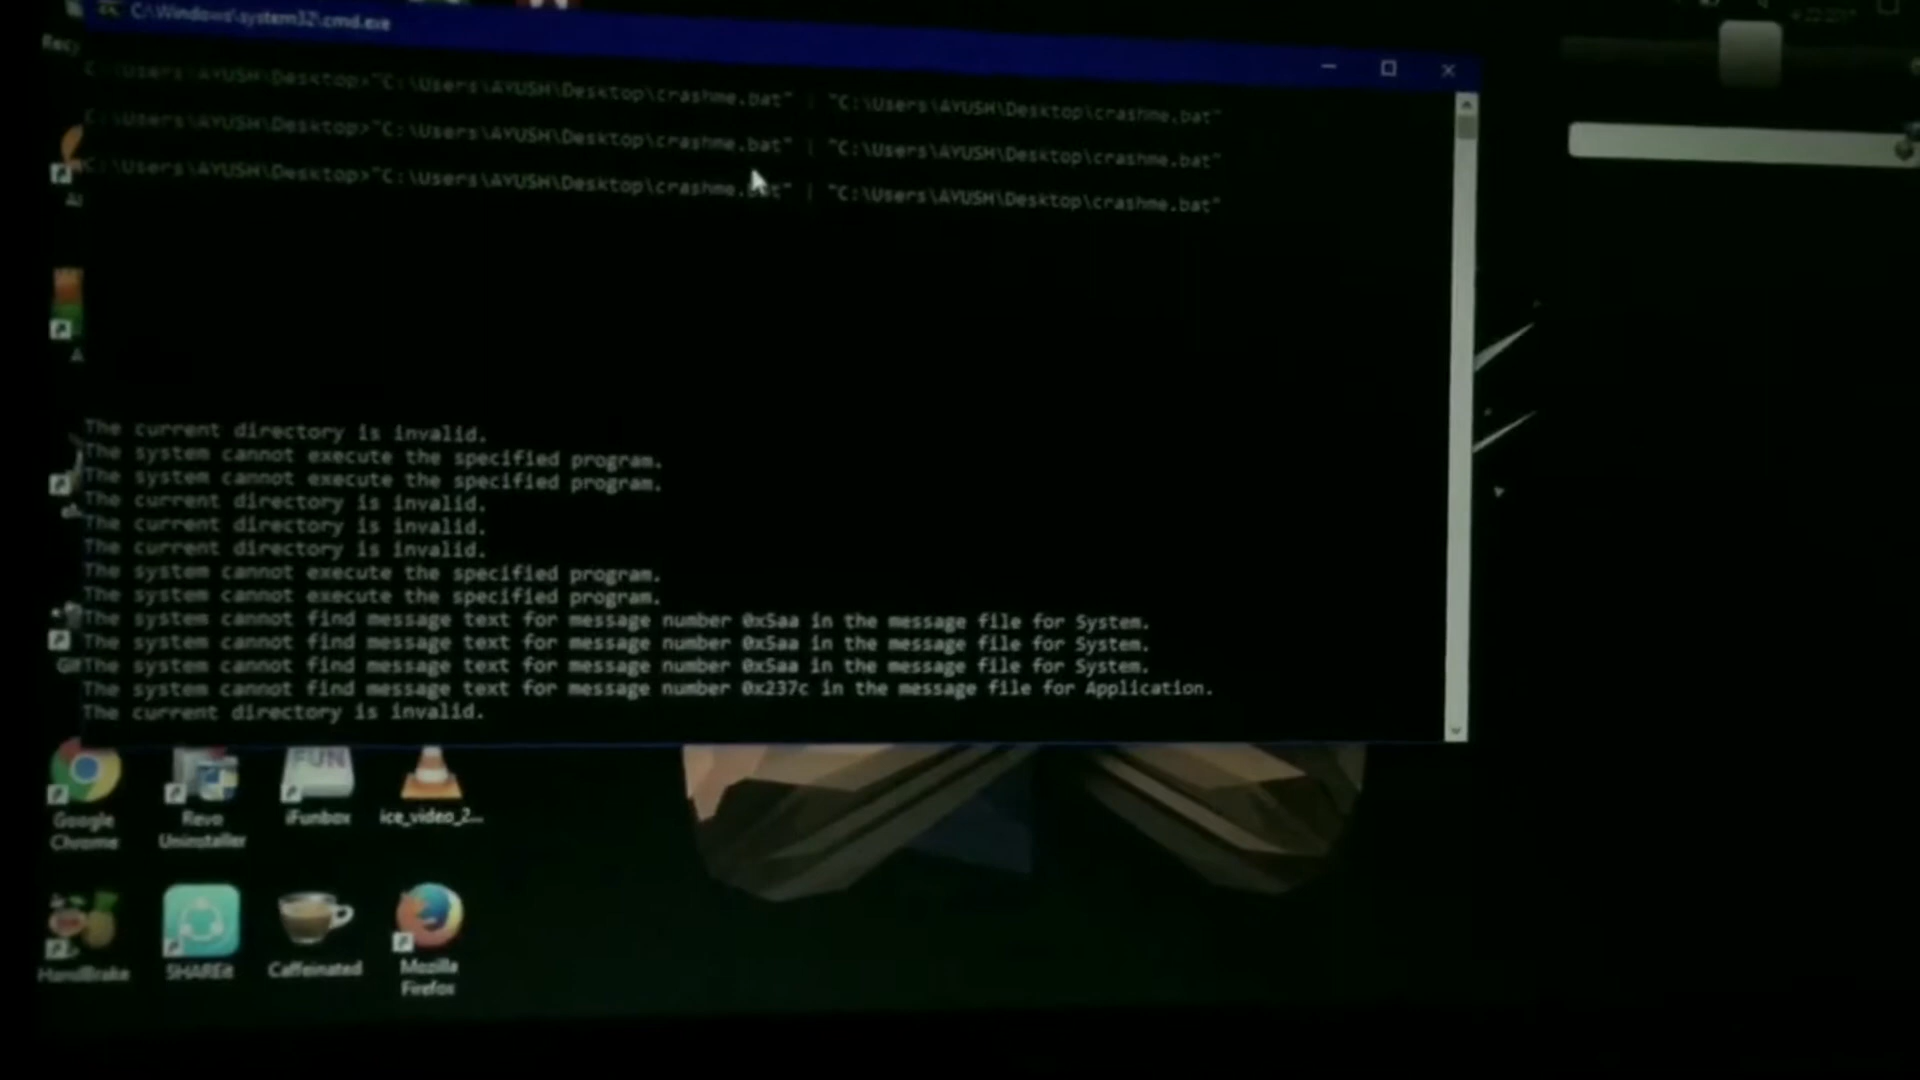 C:\Windows\system32\cmd.exe
C:\Users\AYUSH\Desktop>"C:\Users\AYUSH\Desktop\crashme.bat" | "C:\Users\AYUSH\Desktop\crashme.bat"
C:\Users\AYUSH\Desktop>"C:\Users\AYUSH\Desktop\crashme.bat" | "C:\Users\AYUSH\Desktop\crashme.bat"
C:\Users\AYUSH\Desktop>"C:\Users\AYUSH\Desktop\crashme.bat" | "C:\Users\AYUSH\Desktop\crashme.bat"
The current directory is invalid.
The system cannot execute the specified program.
The system cannot execute the specified program.
The current directory is invalid.
The current directory is invalid.
The current directory is invalid.
The system cannot execute the specified program.
The system cannot execute the specified program.
The system cannot find message text for message number 0x5aa in the message file for System.
The system cannot find message text for message number 0x5aa in the message file for System.
The system cannot find message text for message number 0x5aa in the message file for System.
The system cannot find message text for message number 0x237c in the message file for Application.
The current directory is invalid.
FUN
Google Chrome
Revo Uninstaller
iFunbox
ice_video_2...
HandBrake
SHAREit
Caffeinated
Mozilla Firefox